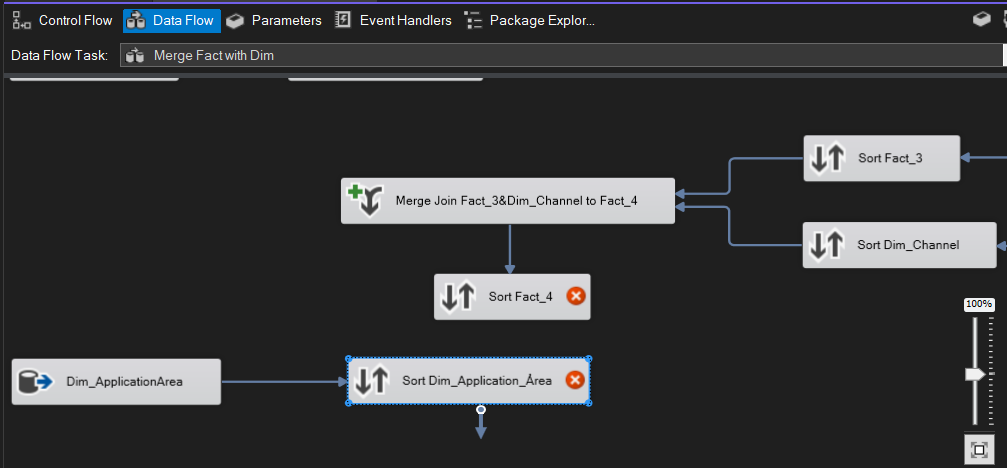 Control Flow Data Flow Parameters Event Handlers Package Explor...
Data Flow Task: Merge Fact with Dim
Sort Fact_3
Merge Join Fact_3&Dim_Channel to Fact_4
Sort Dim_Channel
Sort Fact_4
100%
Dim_ApplicationArea
Sort Dim_Application_Área